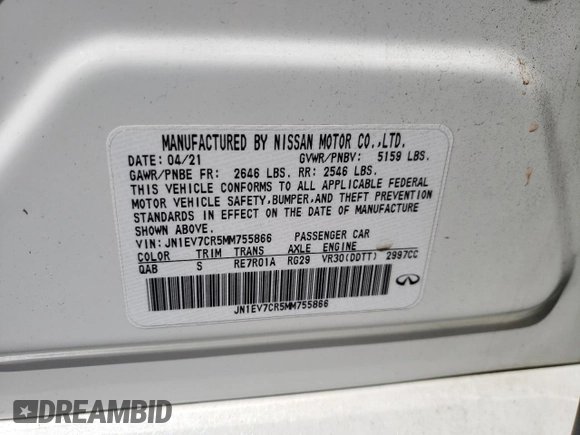 MANUFACTURED BY NISSAN MOTOR CO.,LTD.
DATE: 04/21 GVWR/PNBV: 5159 LBS.
GAWR/PNBE FR: 2646 LBS. RR: 2546 LBS.
THIS VEHICLE CONFORMS TO ALL APPLICABLE FEDERAL
MOTOR VEHICLE SAFETY,BUMPER,AND THEFT PREVENTION
STANDARDS IN EFFECT ON THE DATE OF MANUFACTURE
SHOWN ABOVE.
VIN: JN1EV7CR5MM755866 PASSENGER CAR
COLOR TRIM TRANS AXLE ENGINE
QAB S RE7R01A RG29 VR30(DDTT) 2997CC
JN1EV7CR5MM755866
DREAMBID